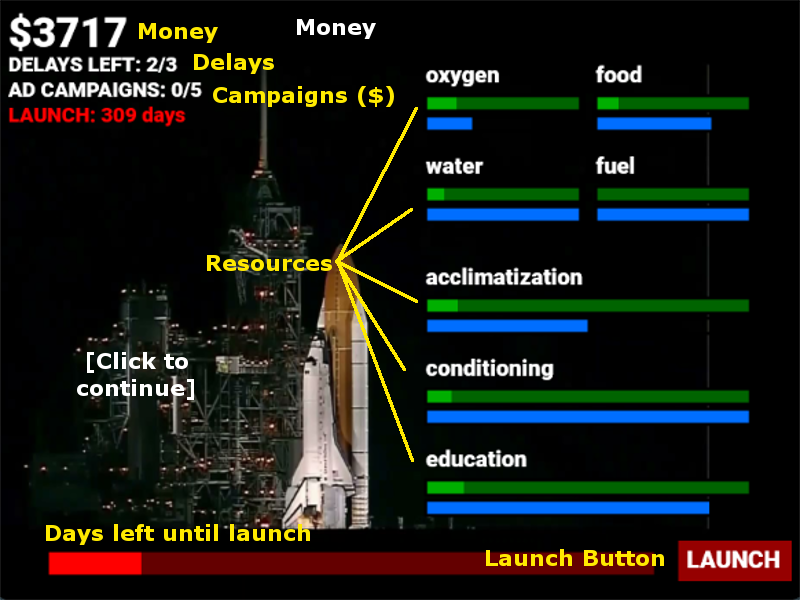 $3717 Money
Money
DELAYS LEFT: 2/3 Delays
AD CAMPAIGNS: 0/5 Campaigns ($)
LAUNCH: 309 days
oxygen food
water fuel
Resources
acclimatization
[Click to
continue]
conditioning
education
Days left until launch
Launch Button LAUNCH